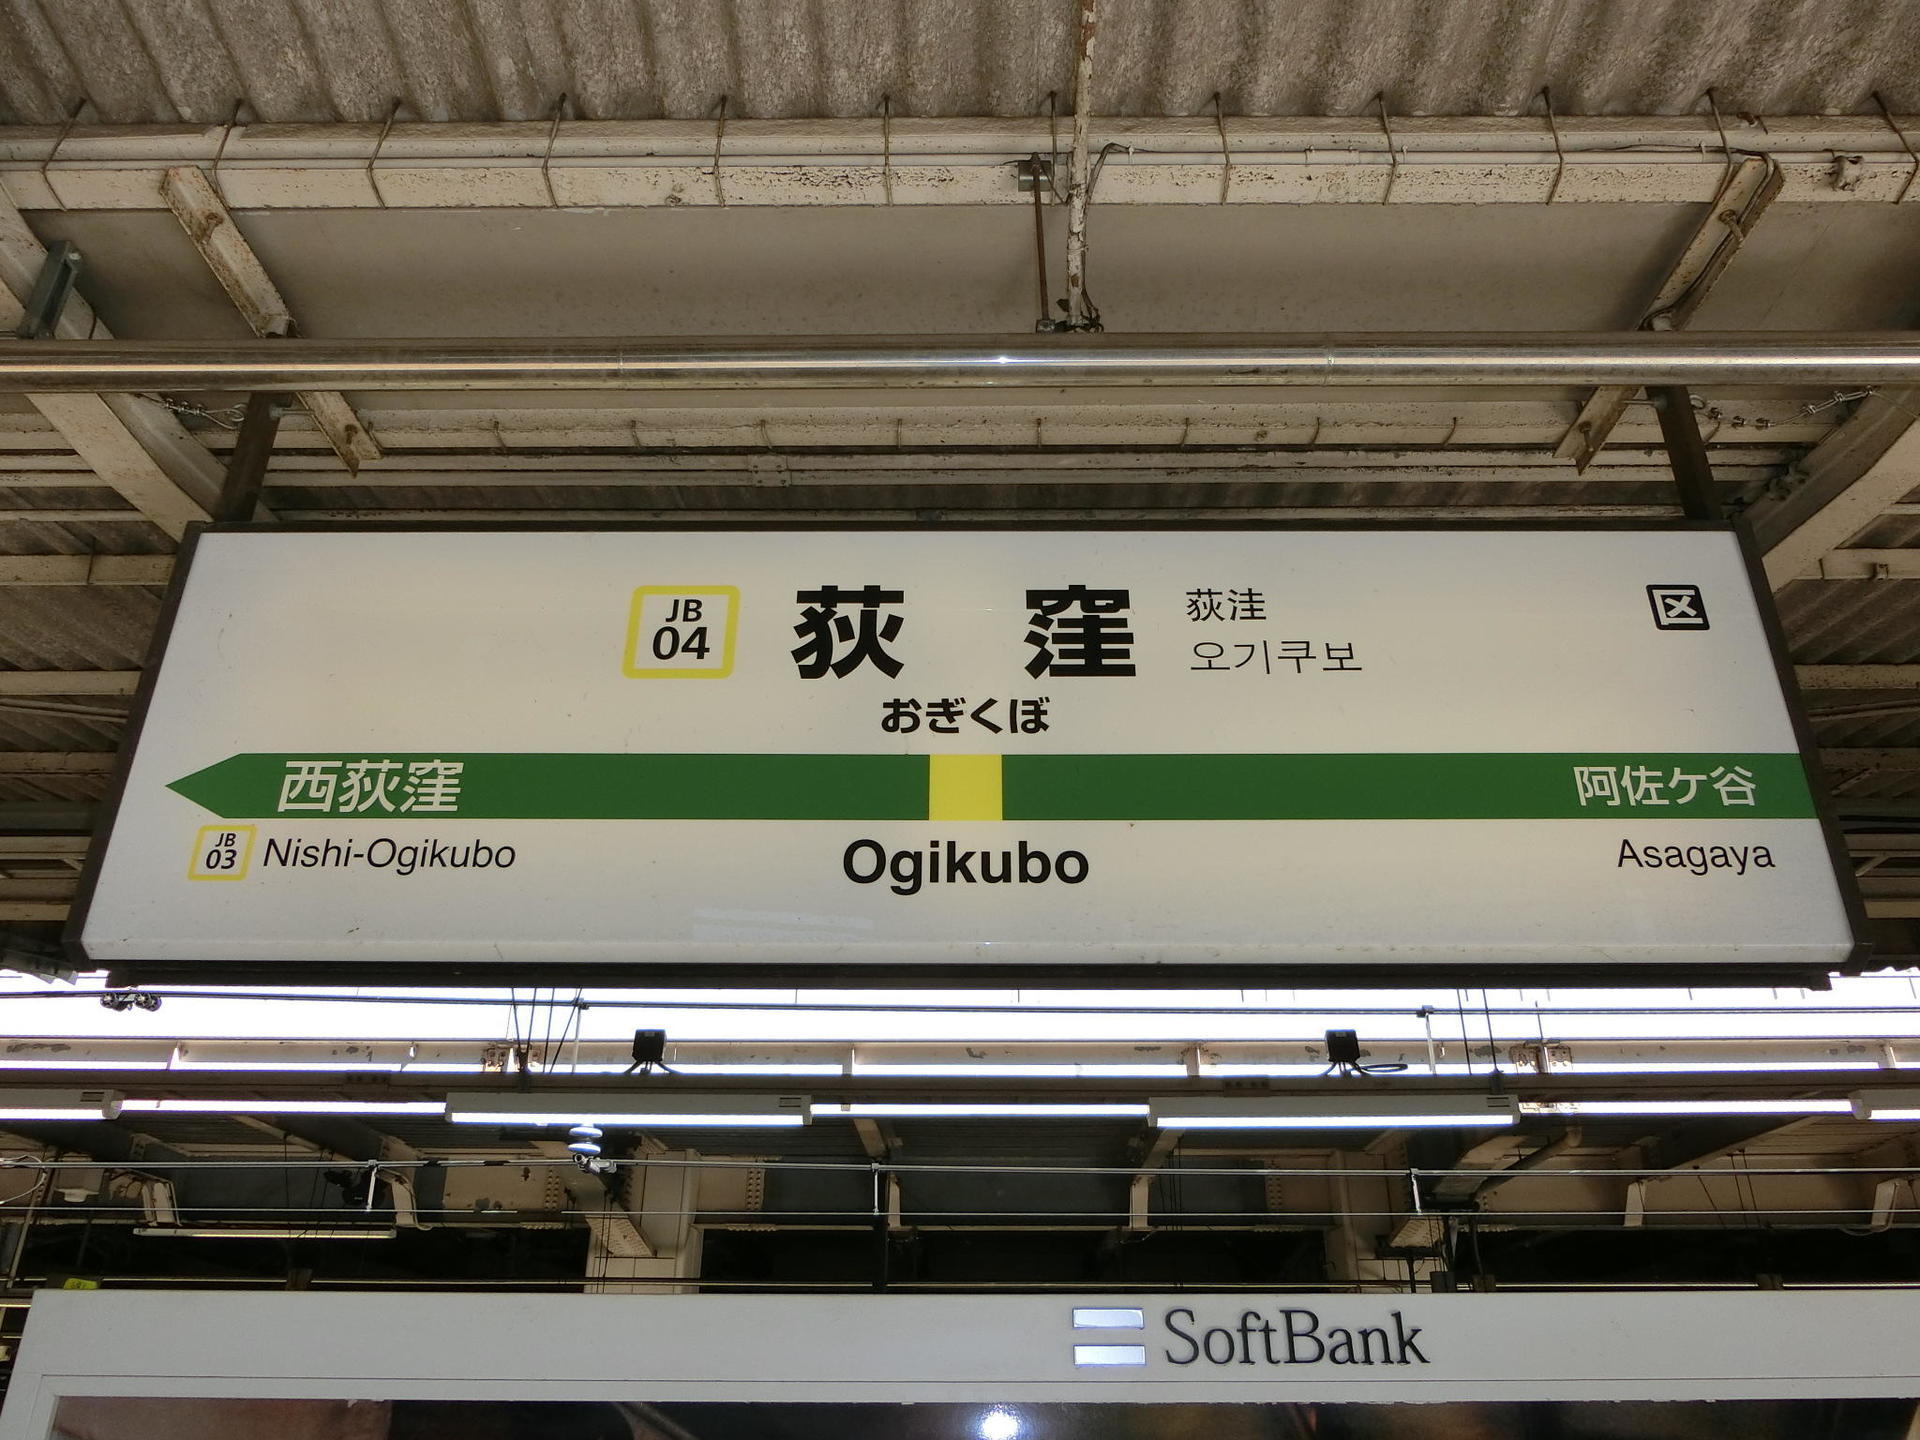 JB
04
荻 窪
荻洼
오기쿠보
区
おぎくぼ
西荻窪
阿佐ケ谷
JB
03
Nishi-Ogikubo
Ogikubo
Asagaya
SoftBank